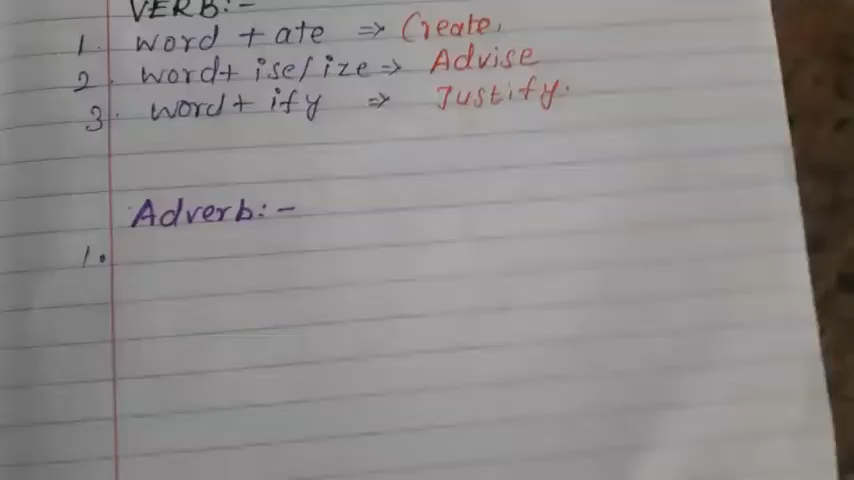 VERB:-
1. word + ate => Create.
2. word+ ise/ize=> Advise
3. word+ ify => Justify.
Adverb:-
1.